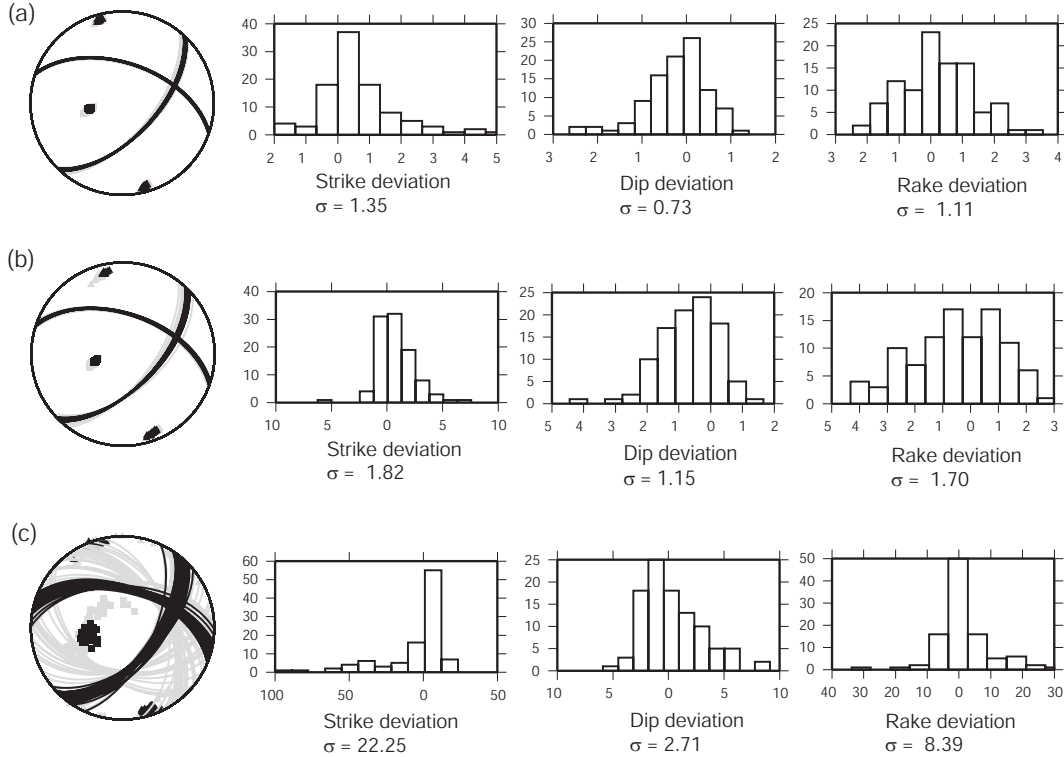 (a)
40
30
20
10
0
2 1 0 1 2 3 4 5
Strike deviation
σ = 1.35
30
25
20
15
10
5
0
3 2 1 0 1 2
Dip deviation
σ = 0.73
25
20
15
10
5
0
3 2 1 0 1 2 3 4
Rake deviation
σ = 1.11
(b)
40
30
20
10
0
10 5 0 5 10
Strike deviation
σ = 1.82
25
20
15
10
5
0
5 4 3 2 1 0 1 2
Dip deviation
σ = 1.15
20
15
10
5
0
5 4 3 2 1 0 1 2 3
Rake deviation
σ = 1.70
(c)
60
50
40
30
20
10
0
100 50 0 50
Strike deviation
σ = 22.25
25
20
15
10
5
0
10 5 0 5 10
Dip deviation
σ = 2.71
50
40
30
20
10
0
40 30 20 10 0 10 20 30
Rake deviation
σ = 8.39